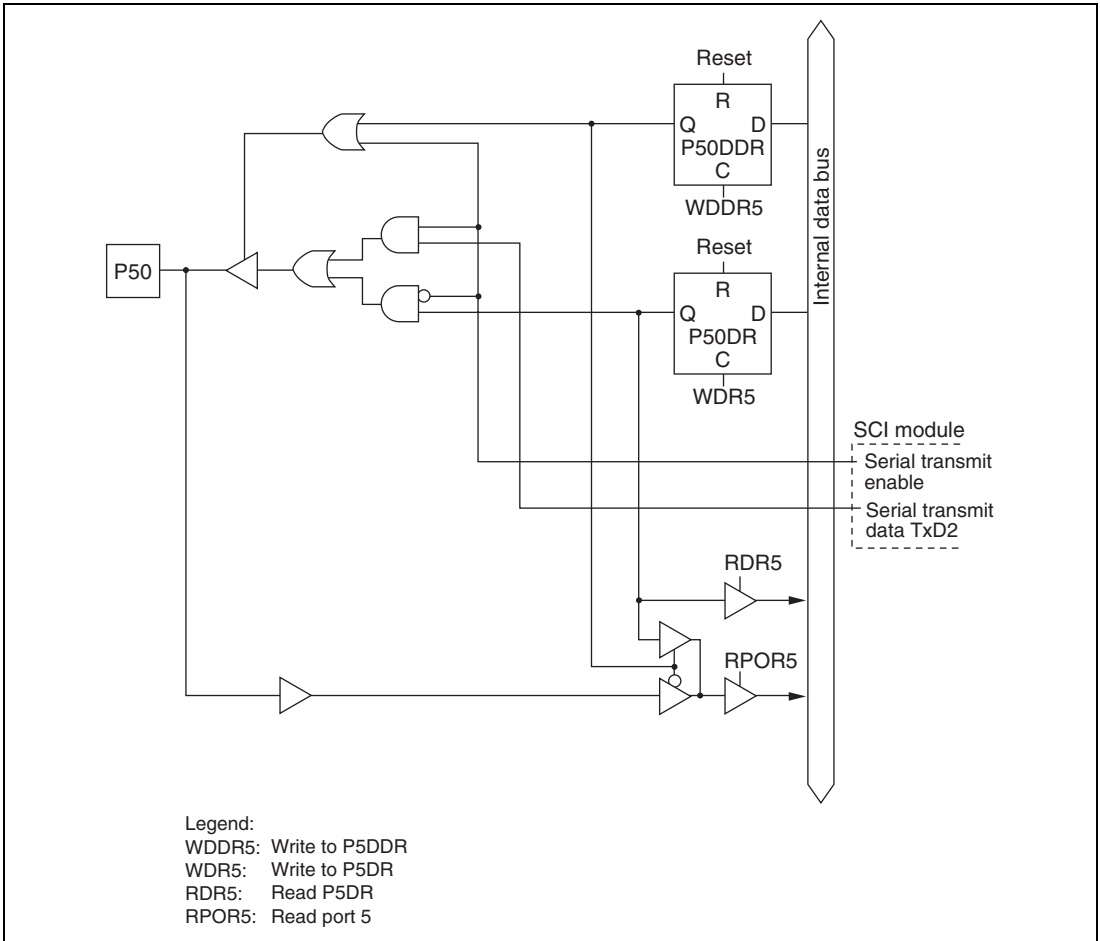 Reset
R
Q D
P50DDR
C
WDDR5
Reset
R
Q D
P50DR
C
WDR5
P50
Internal data bus
SCI module
Serial transmit
enable
Serial transmit
data TxD2
RDR5
RPOR5
Legend:
WDDR5: Write to P5DDR
WDR5: Write to P5DR
RDR5: Read P5DR
RPOR5: Read port 5